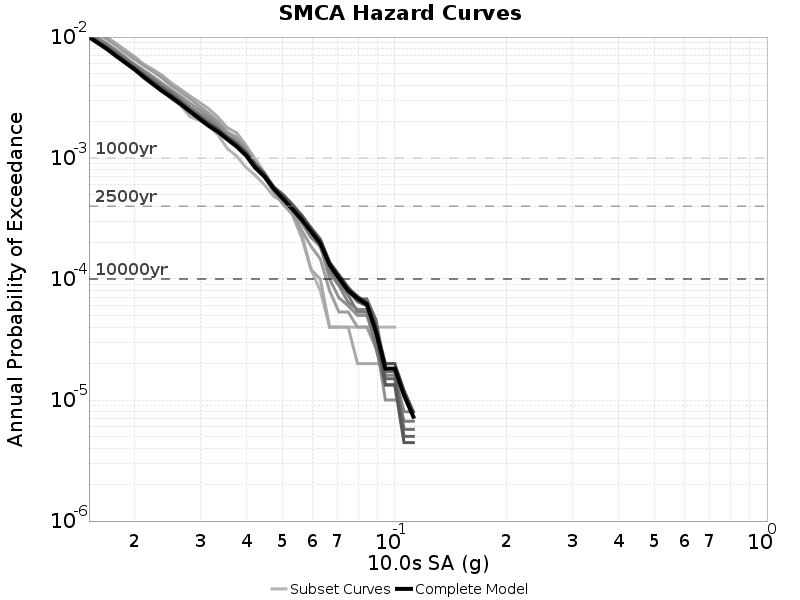 SMCA Hazard Curves
Annual Probability of Exceedance
10-2
10-3
10-4
10-5
10-6
1000yr
2500yr
10000yr
2 3 4 5 6 7 10-1 2 3 4 5 6 7 100
10.0s SA (g)
Subset Curves Complete Model